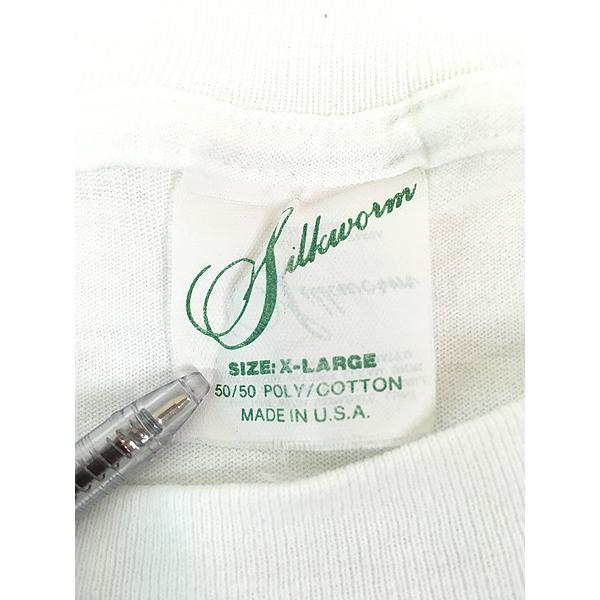 Silkworm
SIZE: X-LARGE
50/50 POLY/COTTON
MADE IN U.S.A.